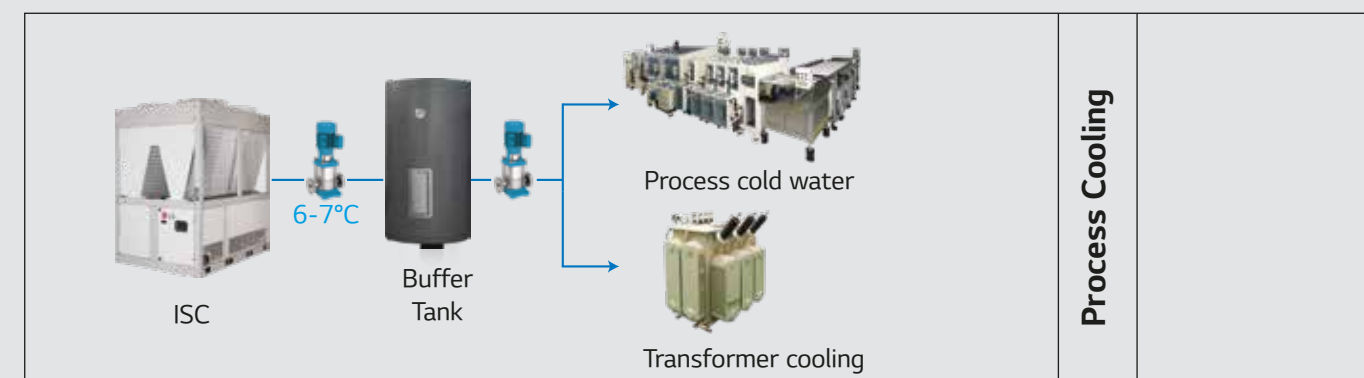 6-7°C
ISC
Buffer
Tank
Process cold water
Transformer cooling
Process Cooling